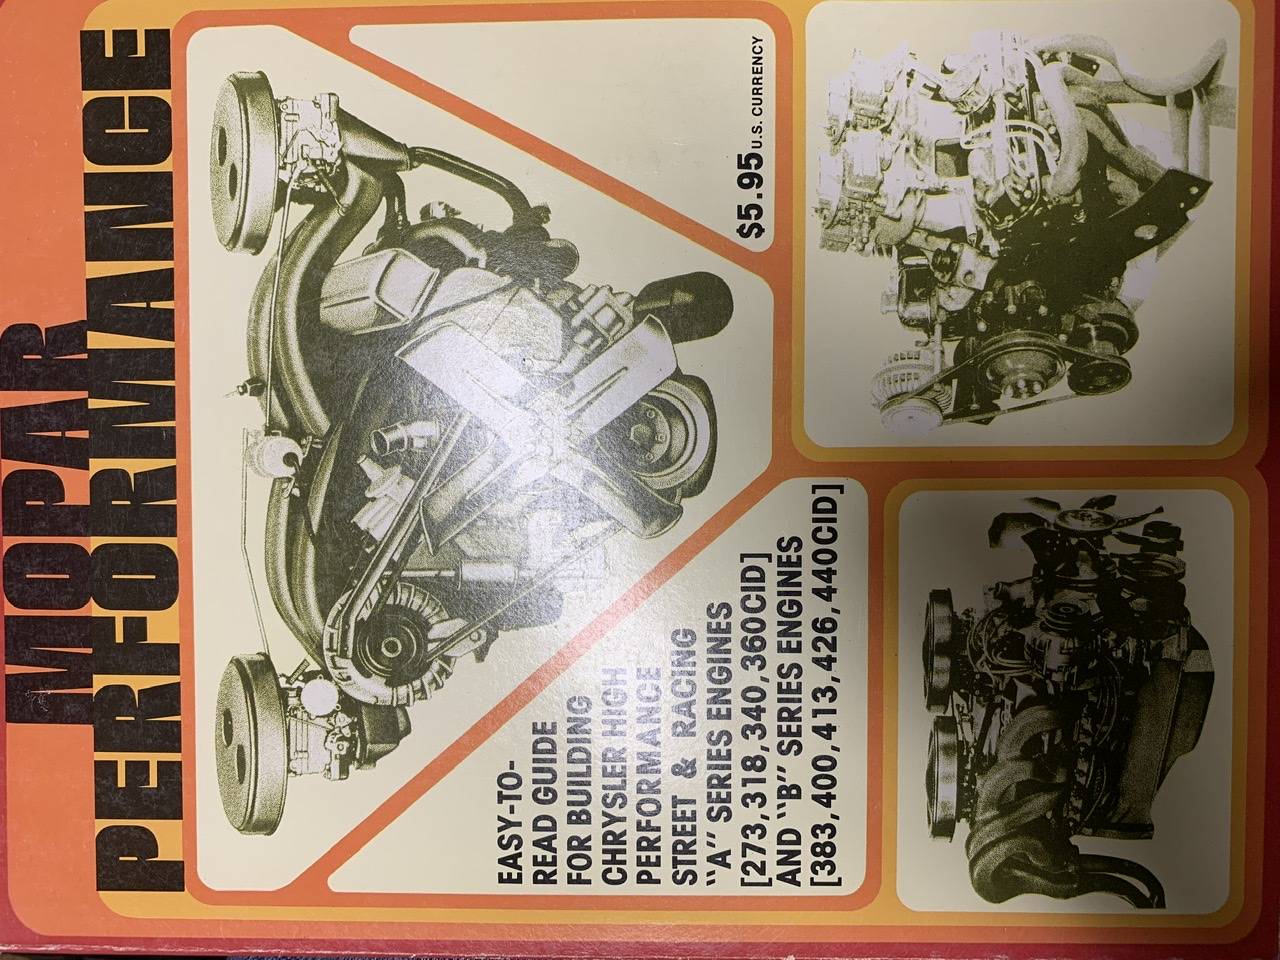 MOPAR
PERFORMANCE
$5.95 U.S. CURRENCY
EASY-TO-
READ GUIDE
FOR BUILDING
CHRYSLER HIGH
PERFORMANCE
STREET & RACING
"A" SERIES ENGINES
[273,318,340,360CID]
AND "B" SERIES ENGINES
[383,400,413,426,440CID]